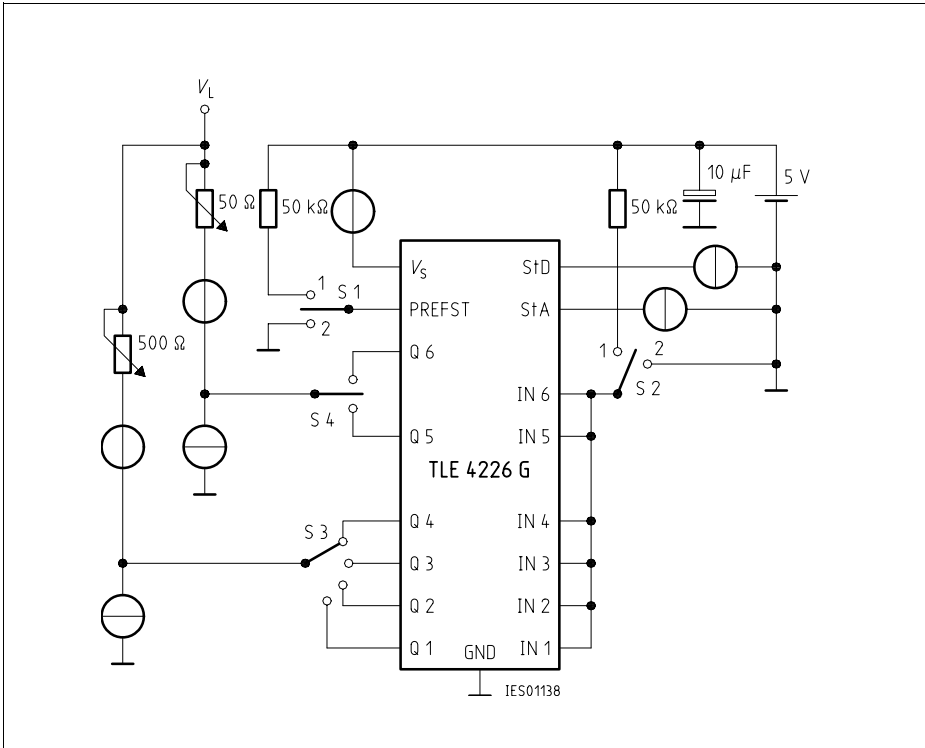 V_L
50 Ω
50 kΩ
50 kΩ
10 µF
5 V
500 Ω
1
S 1
2
V_S
PREFST
Q 6
Q 5
Q 4
Q 3
Q 2
Q 1
S 4
S 3
TLE 4226 G
GND
StD
StA
IN 6
IN 5
IN 4
IN 3
IN 2
IN 1
1
2
S 2
IES01138